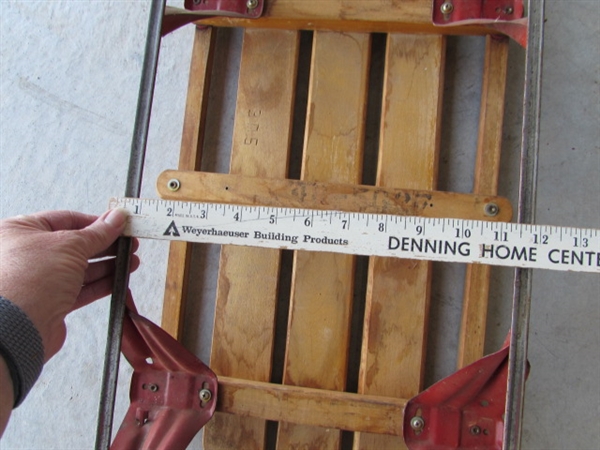 305
1 2 3 4 5 6 7 8 9 10 11 12 13
Weyerhaeuser Building Products DENNING HOME CENTE